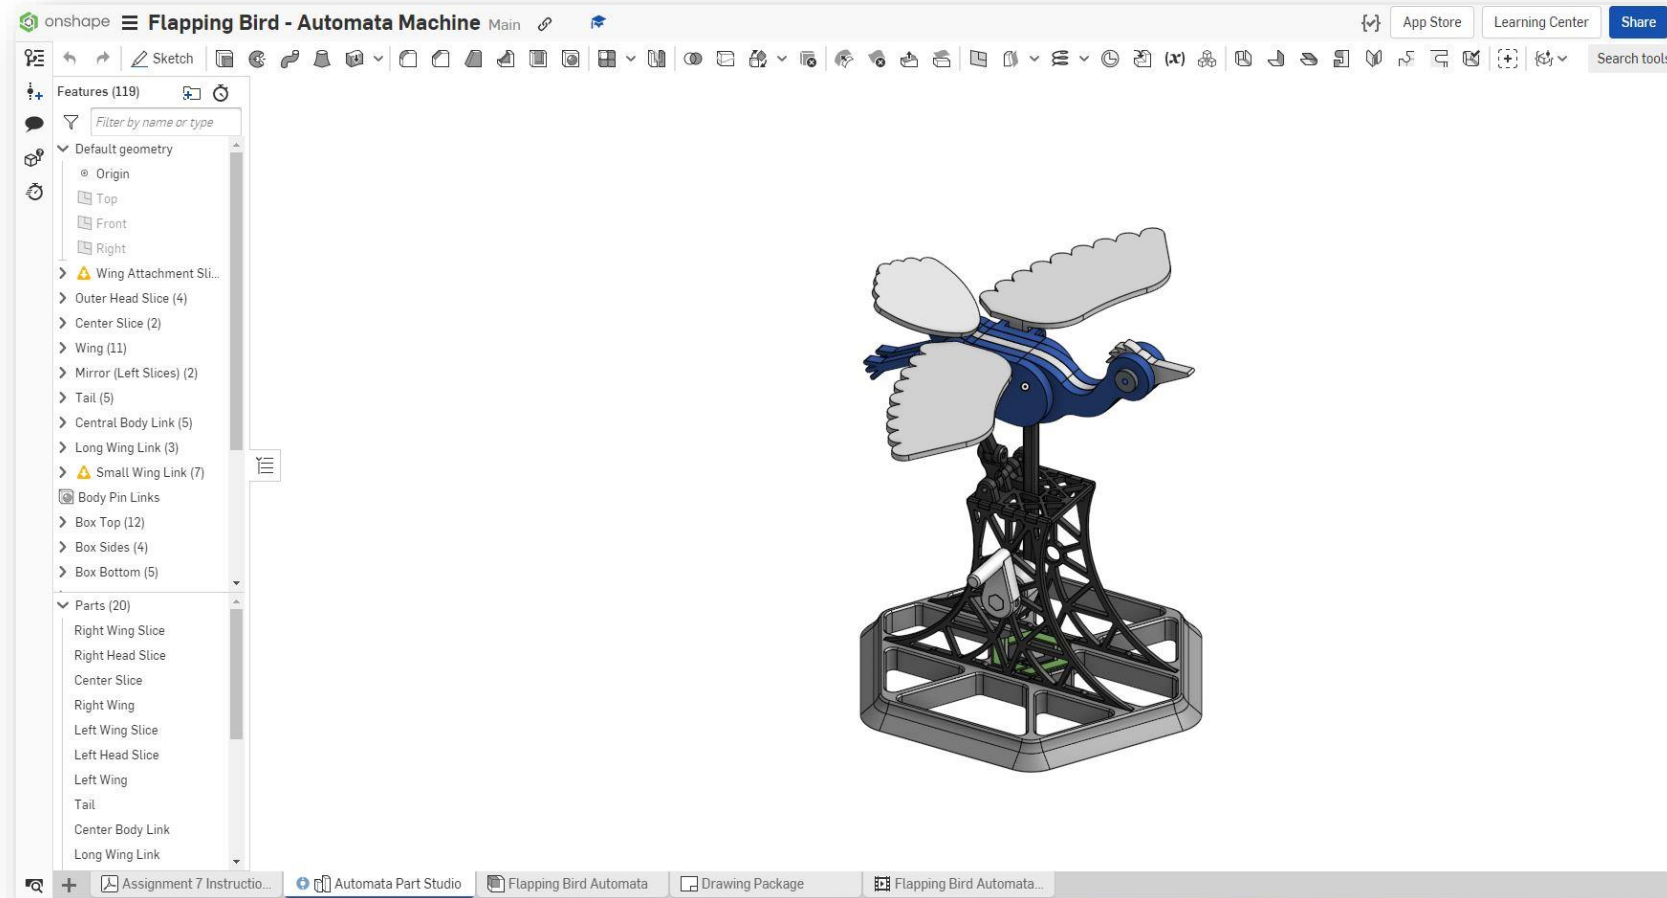 onshape Flapping Bird - Automata Machine Main App Store Learning Center Share
Sketch (x) Search tools
Features (119)
Filter by name or type
Default geometry
Origin
Top
Front
Right
Wing Attachment Sli...
Outer Head Slice (4)
Center Slice (2)
Wing (11)
Mirror (Left Slices) (2)
Tail (5)
Central Body Link (5)
Long Wing Link (3)
Small Wing Link (7)
Body Pin Links
Box Top (12)
Box Sides (4)
Box Bottom (5)
Parts (20)
Right Wing Slice
Right Head Slice
Center Slice
Right Wing
Left Wing Slice
Left Head Slice
Left Wing
Tail
Center Body Link
Long Wing Link
Assignment 7 Instructio... Automata Part Studio Flapping Bird Automata Drawing Package Flapping Bird Automata...